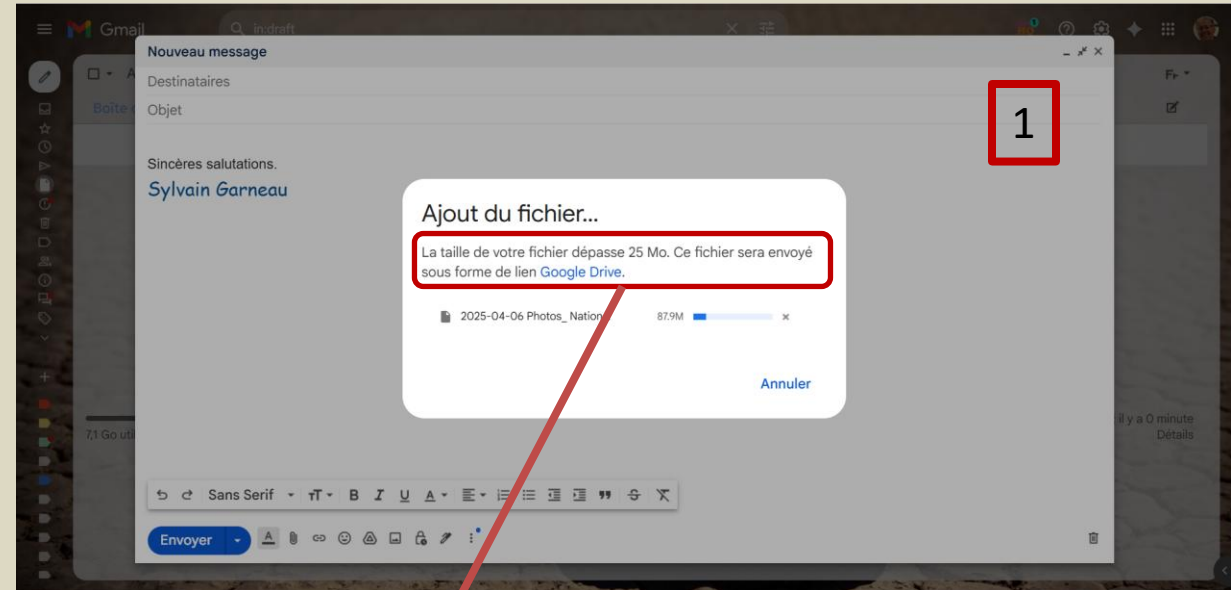 Gmail
in:draft
Nouveau message
Destinataires
Fr
Boîte
Objet
1
Sincères salutations.
Sylvain Garneau
Ajout du fichier...
La taille de votre fichier dépasse 25 Mo. Ce fichier sera envoyé
sous forme de lien Google Drive.
2025-04-06 Photos_ Nation 87.9M
Annuler
il y a 0 minute
7,1 Go uti
Détails
Sans Serif
Envoyer